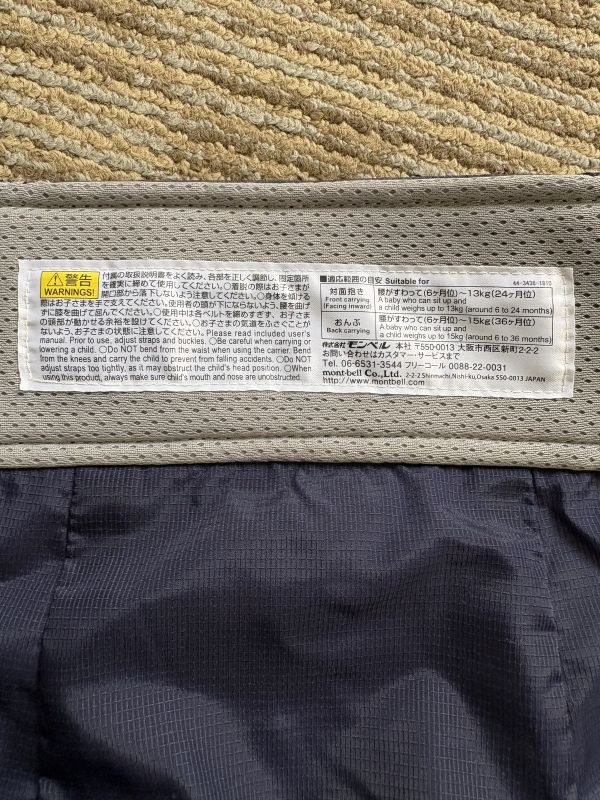 警告
WARNINGS!
付属の取扱説明書をよく読み、各部を正しく調節し、固定箇所
を確実に締めて使用してください。○着脱の際はお子さまが
開口部から落下しないよう注意してください。○身体を傾ける
際はお子さまを手で支えてください。使用者の頭が下にならないよう、腰を曲げ
ずに膝を曲げて屈んでください。○使用中は各ベルトを締めすぎず、お子さま
の頭部が動かせる余裕を設けてください。○お子さまの気道をふさぐことが
ないよう、お子さまの状態に注意してください。○Please read included user's
manual. Prior to use, adjust straps and buckles. ○Be careful when carrying or
lowering a child. ○Do NOT bend from the waist when using the carrier. Bend
from the knees and carry the child to prevent from falling accidents. ○Do NOT
adjust straps too tightly, as it may obstruct the child's head position. ○When
using this product, always make sure child's mouth and nose are unobstructed.
■適応範囲の目安 Suitable for
44-3436-1910
対面抱き
Front carrying
(Facing inward)
腰がすわって(6ヶ月位)～13kg(24ヶ月位)
A baby who can sit up and
a child weighs up to 13kg (around 6 to 24 months)
おんぶ
Back carrying
腰がすわって(6ヶ月位)～15kg(36ヶ月位)
A baby who can sit up and
a child weighs up to 15kg (around 6 to 36 months)
株式会社 モンベル 本社 〒550-0013 大阪市西区新町2-2-2
お問い合わせはカスタマー・サービスまで
Tel. 06-6531-3544 フリーコール 0088-22-0031
mont-bell Co., Ltd. 2-2-2 Shinmachi, Nishi-ku, Osaka 550-0013 JAPAN
http://www.montbell.com